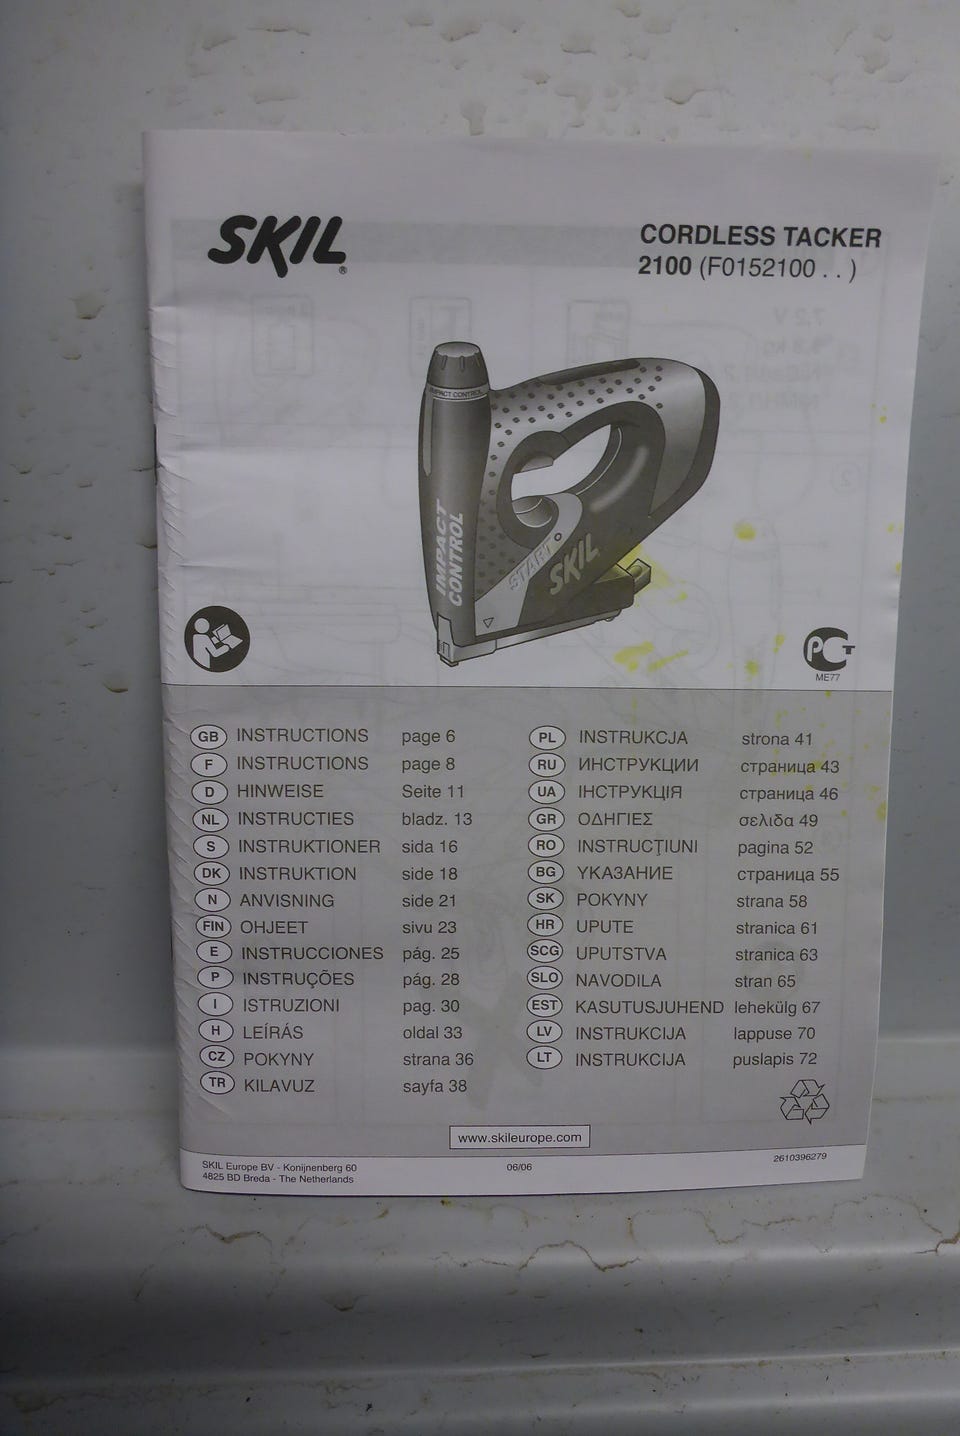 SKIL®
CORDLESS TACKER
2100 (F0152100 . . )
IMPACT CONTROL
IMPACT
CONTROL
START
SKIL
PCT
ME77
GB INSTRUCTIONS page 6
F INSTRUCTIONS page 8
D HINWEISE Seite 11
NL INSTRUCTIES bladz. 13
S INSTRUKTIONER sida 16
DK INSTRUKTION side 18
N ANVISNING side 21
FIN OHJEET sivu 23
E INSTRUCCIONES pág. 25
P INSTRUÇÕES pág. 28
I ISTRUZIONI pag. 30
H LEÍRÁS oldal 33
CZ POKYNY strana 36
TR KILAVUZ sayfa 38
PL INSTRUKCJA strona 41
RU ИНСТРУКЦИИ страница 43
UA ІНСТРУКЦІЯ страница 46
GR ΟΔΗΓΙΕΣ σελιδα 49
RO INSTRUCŢIUNI pagina 52
BG УКАЗАНИЕ страница 55
SK POKYNY strana 58
HR UPUTE stranica 61
SCG UPUTSTVA stranica 63
SLO NAVODILA stran 65
EST KASUTUSJUHEND lehekülg 67
LV INSTRUKCIJA lappuse 70
LT INSTRUKCIJA puslapis 72
www.skileurope.com
SKIL Europe BV - Konijnenberg 60
4825 BD Breda - The Netherlands
06/06
2610396279